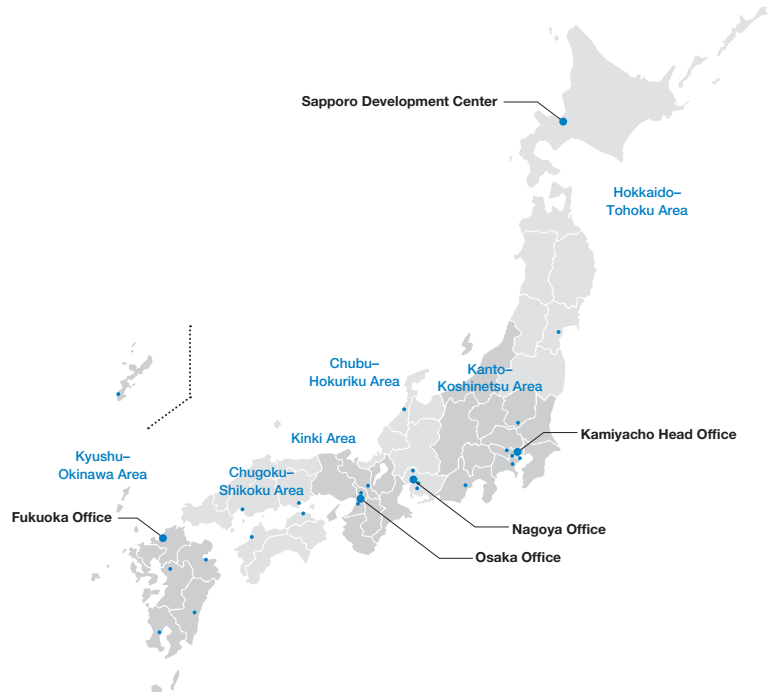 Sapporo Development Center
Hokkaido–
Tohoku Area
Chubu–
Hokuriku Area
Kanto–
Koshinetsu Area
Kinki Area
Kamiyacho Head Office
Kyushu–
Okinawa Area
Chugoku–
Shikoku Area
Fukuoka Office
Nagoya Office
Osaka Office